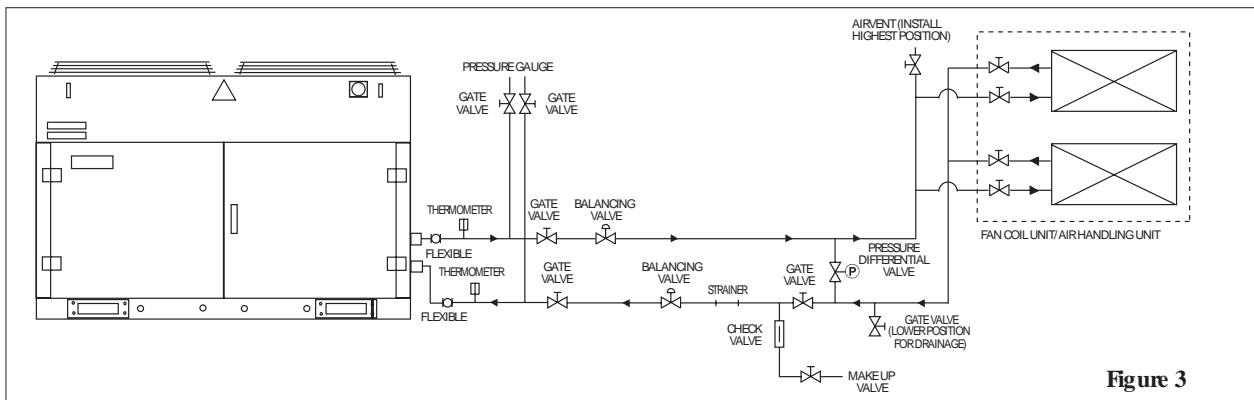 AIRVENT (INSTALL
HIGHEST POSITION)
PRESSURE GAUGE
GATE
VALVE
GATE
VALVE
THERMOMETER
GATE
VALVE
BALANCING
VALVE
FLEXIBLE
THERMOMETER
GATE
VALVE
BALANCING
VALVE
STRAINER
GATE
VALVE
PRESSURE
DIFFERENTIAL
VALVE
P
FAN COIL UNIT/ AIR HANDLING UNIT
FLEXIBLE
CHECK
VALVE
GATE VALVE
(LOWER POSITION
FOR DRAINAGE)
MAKE UP
VALVE
Figure 3